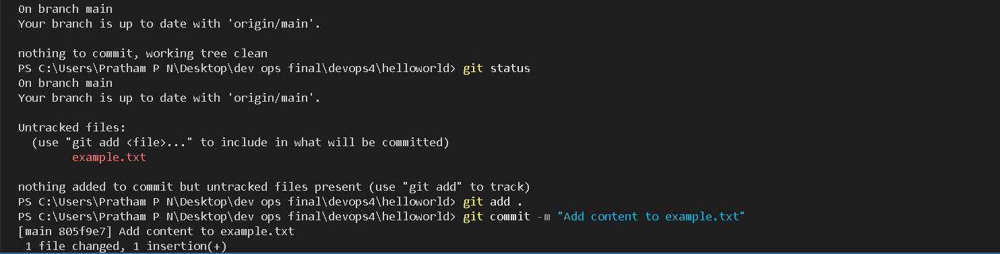 On branch main
Your branch is up to date with 'origin/main'.
nothing to commit, working tree clean
PS C:\Users\Pratham P N\Desktop\dev ops final\devops4\helloworld> git status
On branch main
Your branch is up to date with 'origin/main'.
Untracked files:
  (use "git add <file>..." to include in what will be committed)
        example.txt
nothing added to commit but untracked files present (use "git add" to track)
PS C:\Users\Pratham P N\Desktop\dev ops final\devops4\helloworld> git add .
PS C:\Users\Pratham P N\Desktop\dev ops final\devops4\helloworld> git commit -m "Add content to example.txt"
[main 805f9e7] Add content to example.txt
 1 file changed, 1 insertion(+)